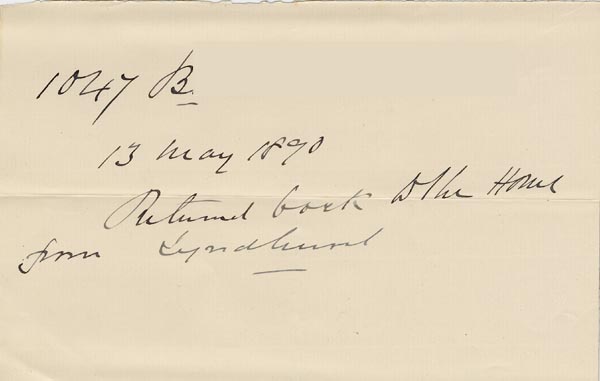 1047 B.
13 May 1890
Returned back to the Home
from Lyndhurst